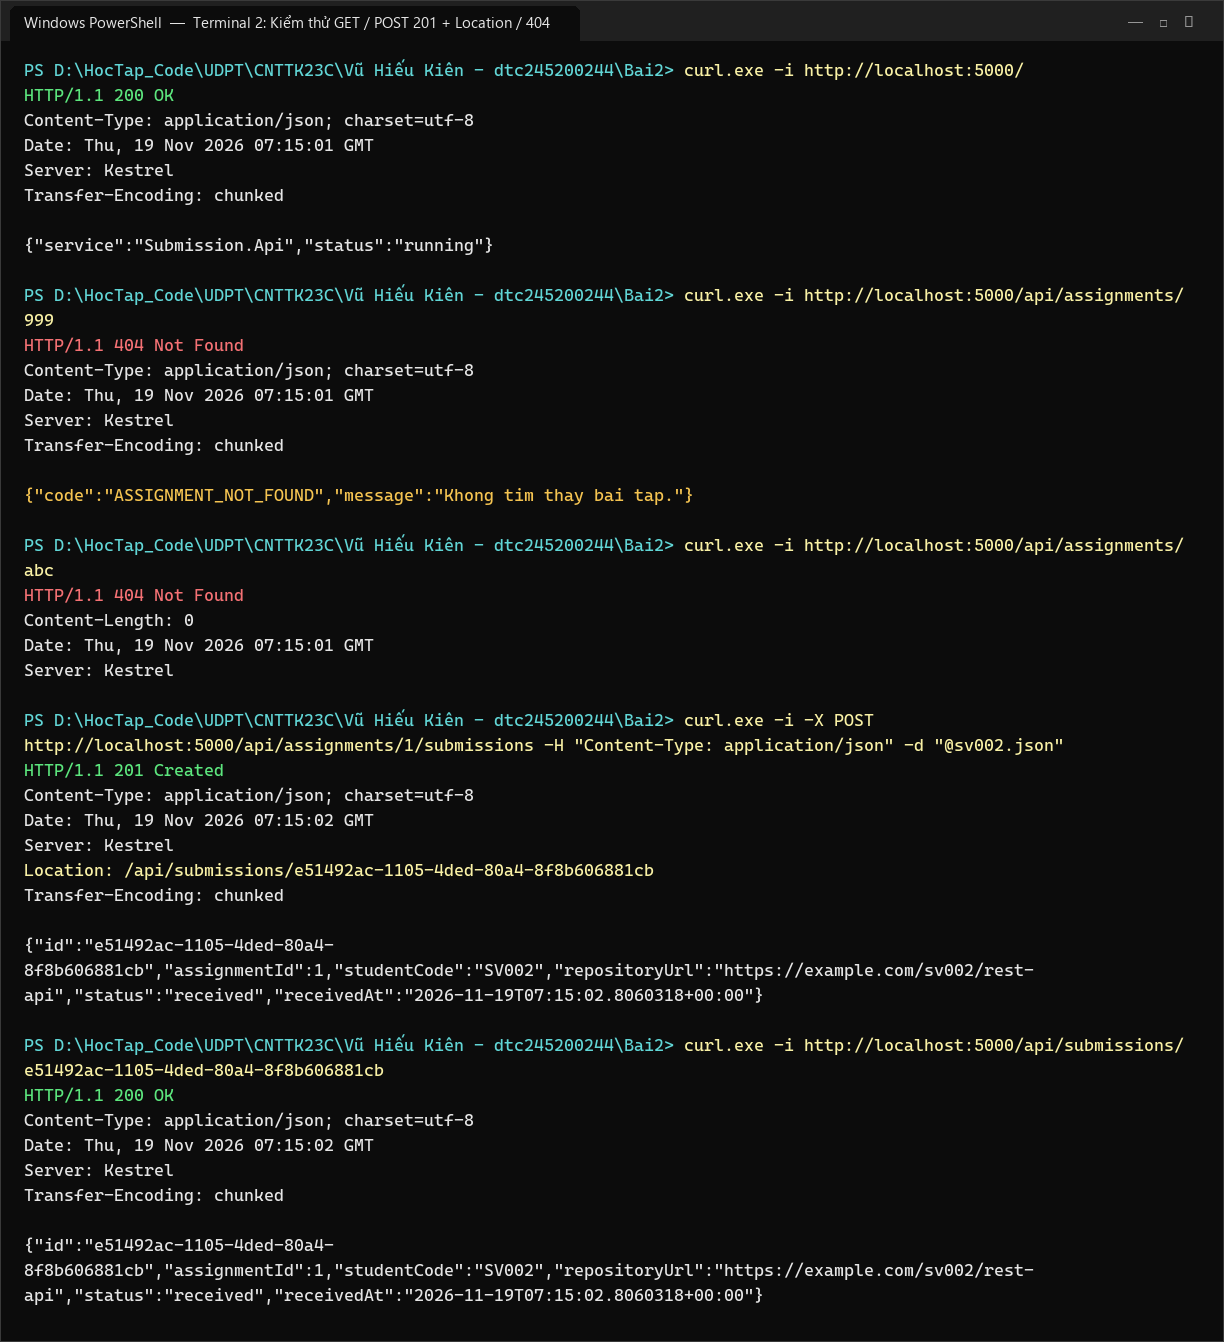 Windows PowerShell — Terminal 2: Kiểm thử GET / POST 201 + Location / 404
PS D:\HocTap_Code\UDPT\CNTTK23C\Vũ Hiếu Kiên - dtc245200244\Bai2> curl.exe -i http://localhost:5000/
HTTP/1.1 200 OK
Content-Type: application/json; charset=utf-8
Date: Thu, 19 Nov 2026 07:15:01 GMT
Server: Kestrel
Transfer-Encoding: chunked
{"service":"Submission.Api","status":"running"}
PS D:\HocTap_Code\UDPT\CNTTK23C\Vũ Hiếu Kiên - dtc245200244\Bai2> curl.exe -i http://localhost:5000/api/assignments/
999
HTTP/1.1 404 Not Found
Content-Type: application/json; charset=utf-8
Date: Thu, 19 Nov 2026 07:15:01 GMT
Server: Kestrel
Transfer-Encoding: chunked
{"code":"ASSIGNMENT_NOT_FOUND","message":"Khong tim thay bai tap."}
PS D:\HocTap_Code\UDPT\CNTTK23C\Vũ Hiếu Kiên - dtc245200244\Bai2> curl.exe -i http://localhost:5000/api/assignments/
abc
HTTP/1.1 404 Not Found
Content-Length: 0
Date: Thu, 19 Nov 2026 07:15:01 GMT
Server: Kestrel
PS D:\HocTap_Code\UDPT\CNTTK23C\Vũ Hiếu Kiên - dtc245200244\Bai2> curl.exe -i -X POST
http://localhost:5000/api/assignments/1/submissions -H "Content-Type: application/json" -d "@sv002.json"
HTTP/1.1 201 Created
Content-Type: application/json; charset=utf-8
Date: Thu, 19 Nov 2026 07:15:02 GMT
Server: Kestrel
Location: /api/submissions/e51492ac-1105-4ded-80a4-8f8b606881cb
Transfer-Encoding: chunked
{"id":"e51492ac-1105-4ded-80a4-
8f8b606881cb","assignmentId":1,"studentCode":"SV002","repositoryUrl":"https://example.com/sv002/rest-
api","status":"received","receivedAt":"2026-11-19T07:15:02.8060318+00:00"}
PS D:\HocTap_Code\UDPT\CNTTK23C\Vũ Hiếu Kiên - dtc245200244\Bai2> curl.exe -i http://localhost:5000/api/submissions/
e51492ac-1105-4ded-80a4-8f8b606881cb
HTTP/1.1 200 OK
Content-Type: application/json; charset=utf-8
Date: Thu, 19 Nov 2026 07:15:02 GMT
Server: Kestrel
Transfer-Encoding: chunked
{"id":"e51492ac-1105-4ded-80a4-
8f8b606881cb","assignmentId":1,"studentCode":"SV002","repositoryUrl":"https://example.com/sv002/rest-
api","status":"received","receivedAt":"2026-11-19T07:15:02.8060318+00:00"}